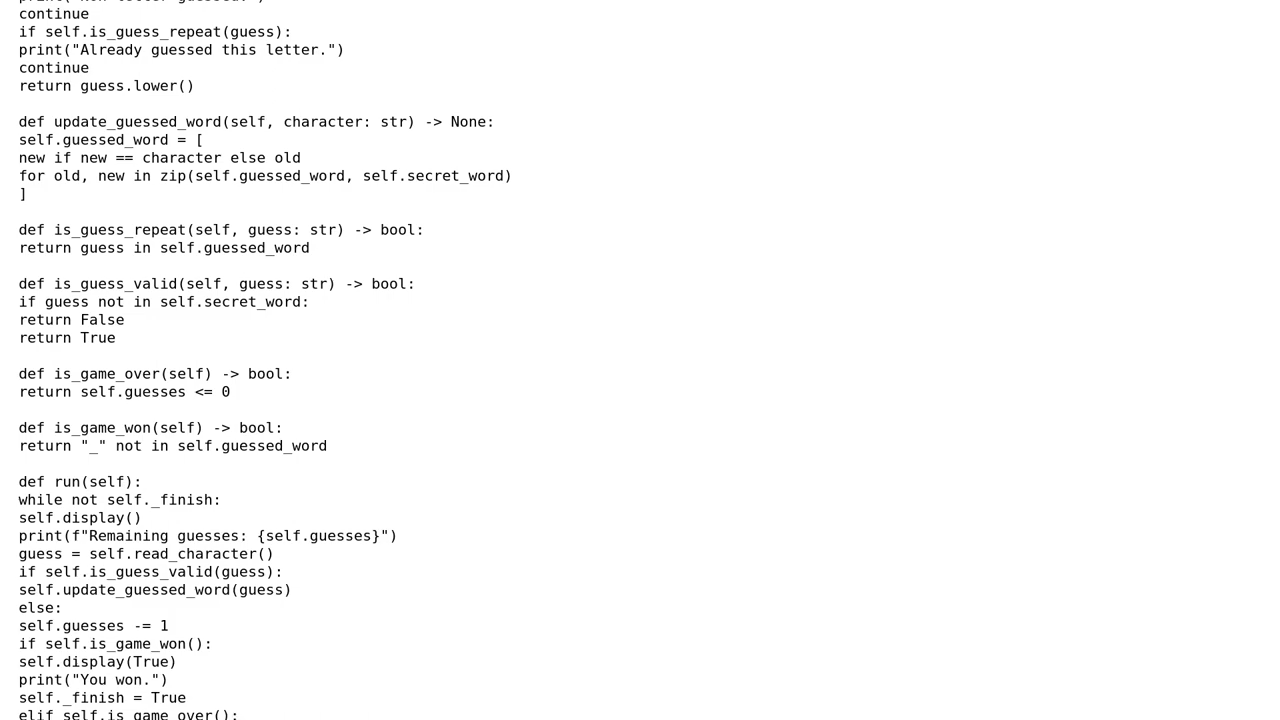 continue
if self.is_guess_repeat(guess):
print("Already guessed this letter.")
continue
return guess.lower()

def update_guessed_word(self, character: str) -> None:
self.guessed_word = [
new if new == character else old
for old, new in zip(self.guessed_word, self.secret_word)
]

def is_guess_repeat(self, guess: str) -> bool:
return guess in self.guessed_word

def is_guess_valid(self, guess: str) -> bool:
if guess not in self.secret_word:
return False
return True

def is_game_over(self) -> bool:
return self.guesses <= 0

def is_game_won(self) -> bool:
return "_" not in self.guessed_word

def run(self):
while not self._finish:
self.display()
print(f"Remaining guesses: {self.guesses}")
guess = self.read_character()
if self.is_guess_valid(guess):
self.update_guessed_word(guess)
else:
self.guesses -= 1
if self.is_game_won():
self.display(True)
print("You won.")
self._finish = True
elif self.is_game_over():